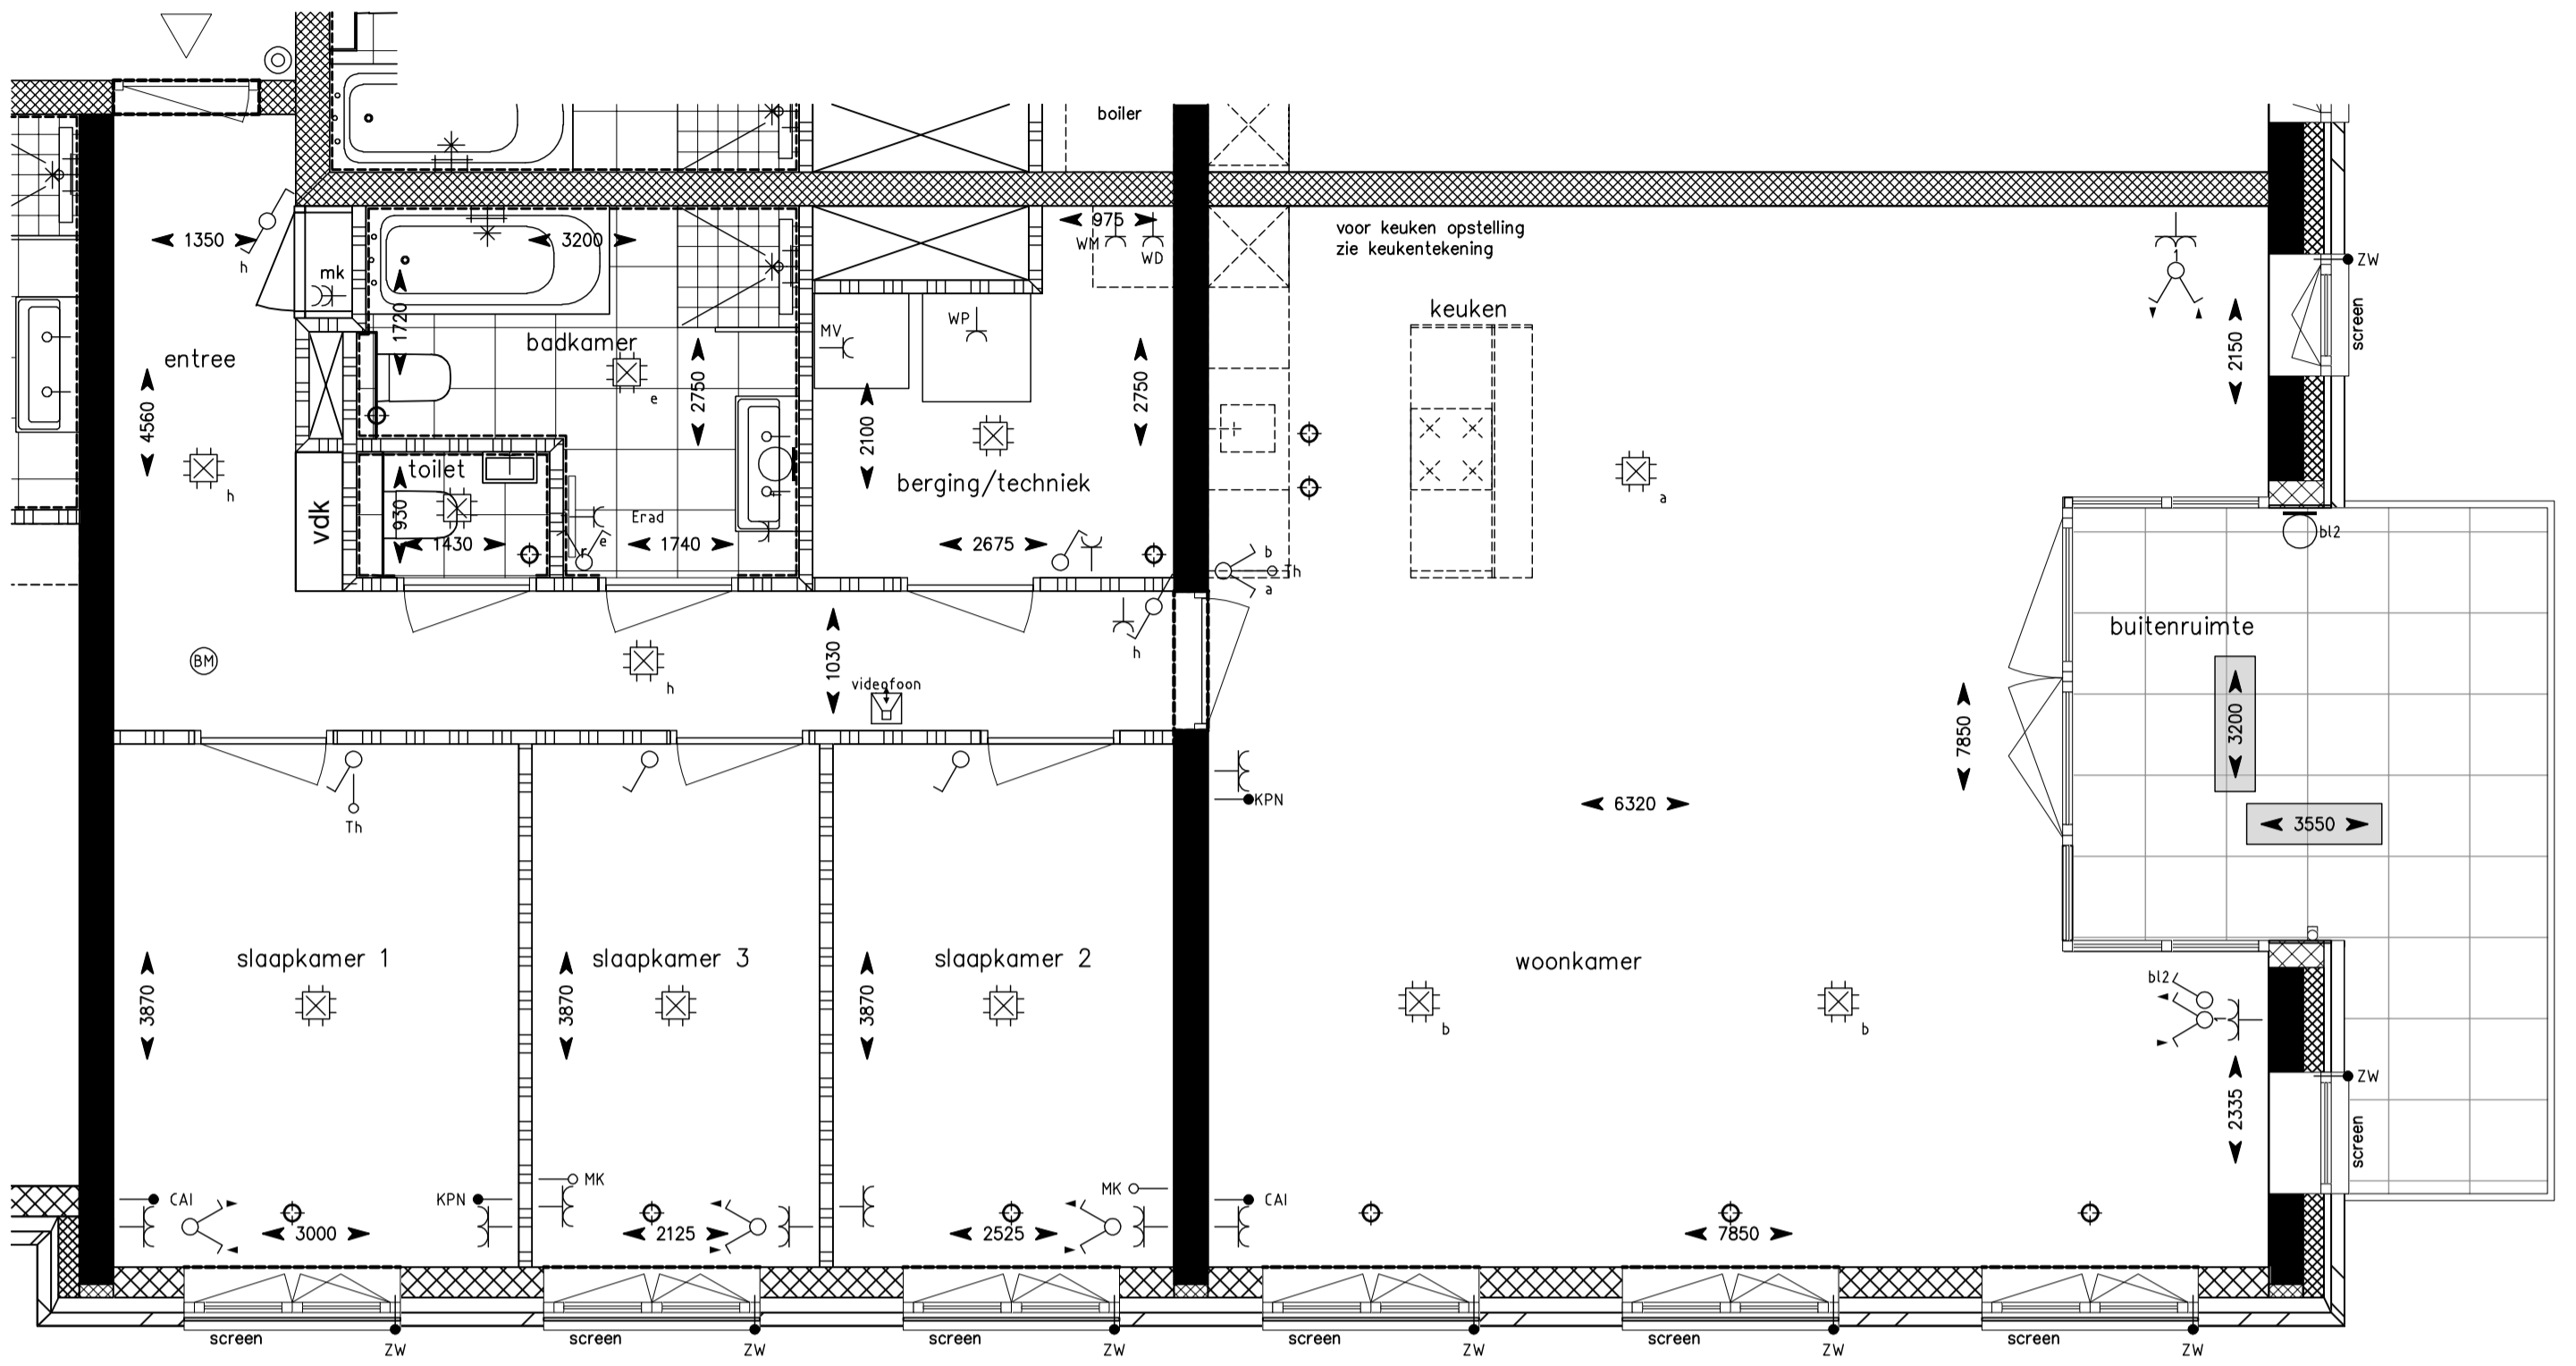 boiler
1350
h
mk
3200
1720
975
WM
WD
voor keuken opstelling
zie keukentekening
ZW
screen
2150
keuken
entree
4560
h
badkamer
e
2750
MV
WP
2100
2750
berging/techniek
2675
a
toilet
930
1430
vdk
Erad
r
e
1740
b
Th
a
bl2
buitenruimte
3200
3550
BM
h
1030
videofoon
h
7850
KPN
6320
Th
slaapkamer 1
slaapkamer 3
slaapkamer 2
woonkamer
3870
3870
3870
b
b
bl2
1
1
ZW
screen
2335
CAI
KPN
MK
MK
CAI
3000
2125
2525
7850
screen
ZW
screen
ZW
screen
ZW
screen
ZW
screen
ZW
screen
ZW